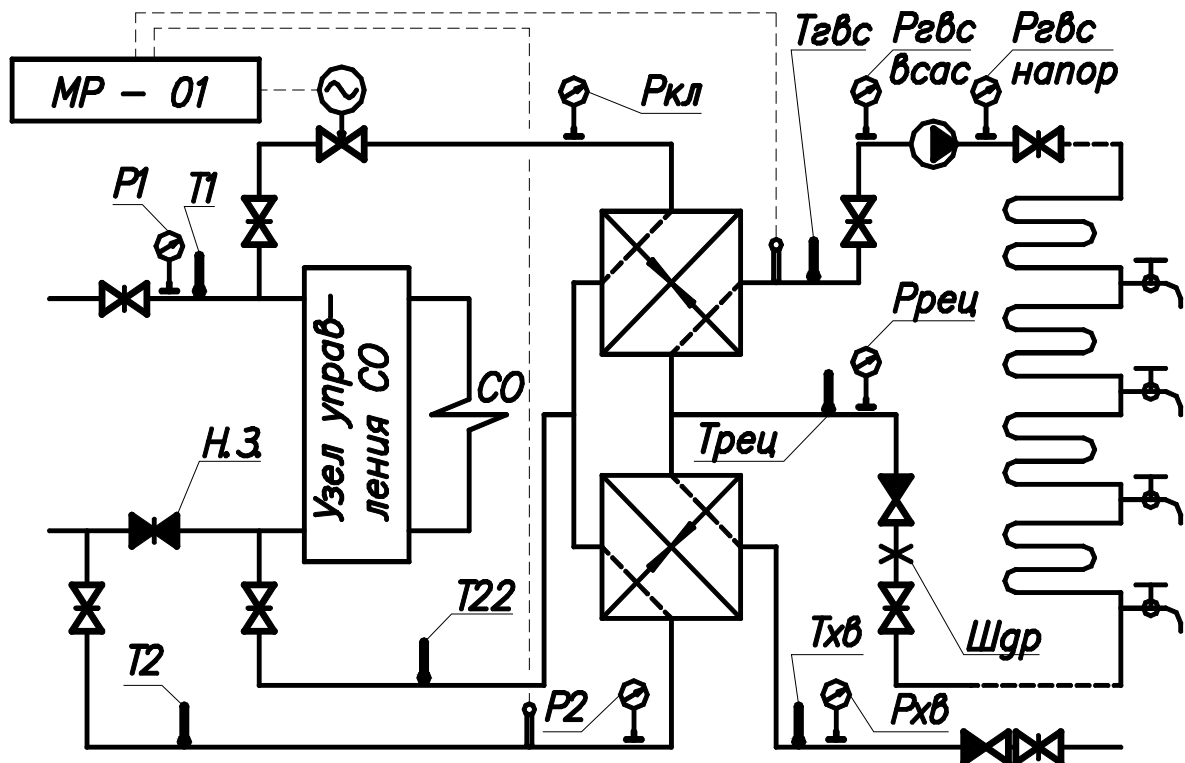 Тгвс
Ргвс
всас
Ргвс
напор
МР - 01
Ркл
Р1
Т1
Ррец
Узел управ-
ления СО
СО
Н.З.
Трец
Т22
Т2
Р2
Тхв
Рхв
Шдр